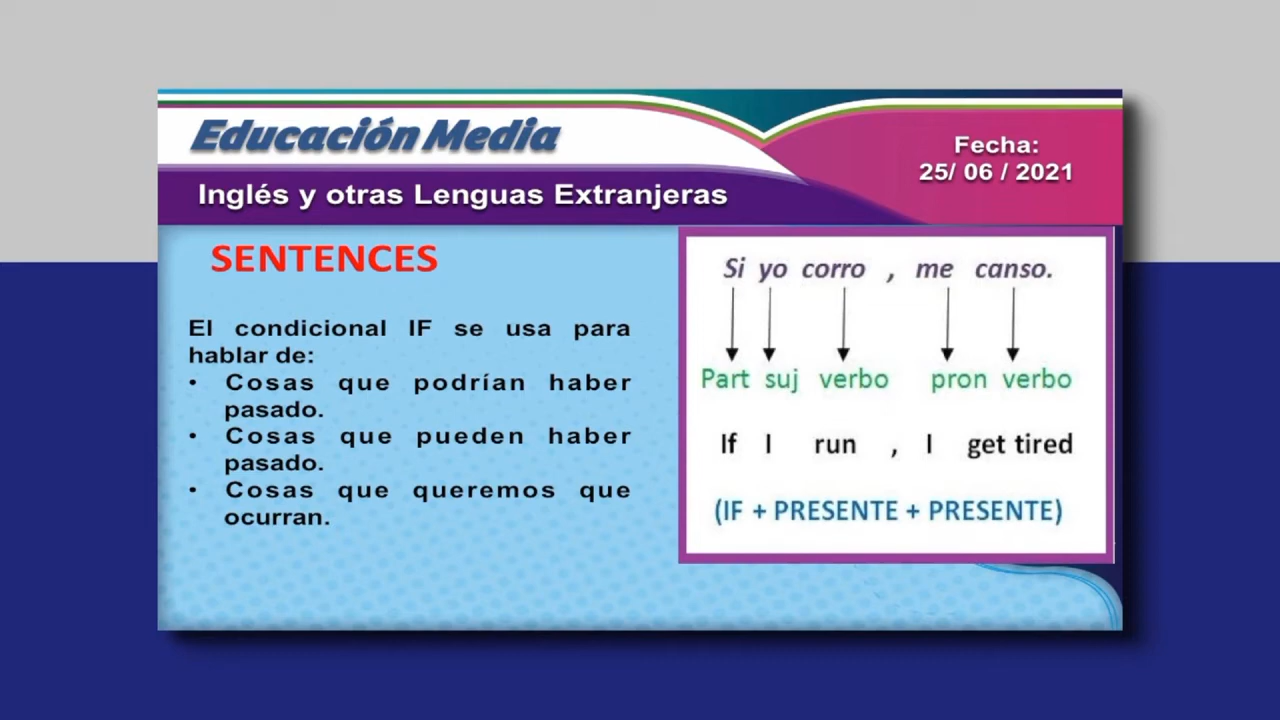 Educación Media
Fecha:
25/ 06 / 2021
Inglés y otras Lenguas Extranjeras
SENTENCES
El condicional IF se usa para
hablar de:
• Cosas que podrían haber
pasado.
• Cosas que pueden haber
pasado.
• Cosas que queremos que
ocurran.
Si yo corro , me canso.
Part suj verbo pron verbo
If I run , I get tired
(IF + PRESENTE + PRESENTE)